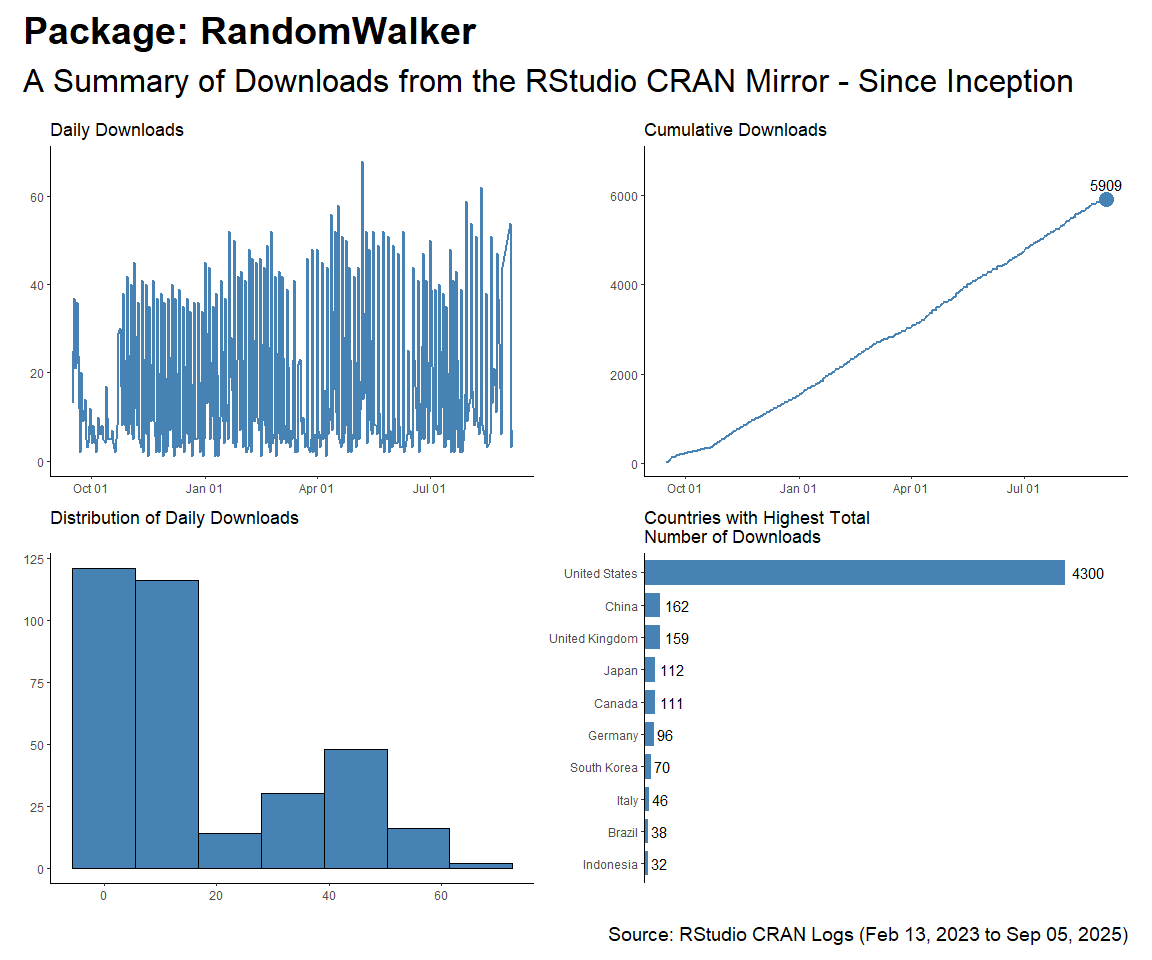 Package: RandomWalker
A Summary of Downloads from the RStudio CRAN Mirror - Since Inception
Daily Downloads
60
40
20
0
Oct 01 Jan 01 Apr 01 Jul 01
Cumulative Downloads
5909
6000
4000
2000
0
Oct 01 Jan 01 Apr 01 Jul 01
Distribution of Daily Downloads
125
100
75
50
25
0
0 20 40 60
Countries with Highest Total
Number of Downloads
United States 4300
China 162
United Kingdom 159
Japan 112
Canada 111
Germany 96
South Korea 70
Italy 46
Brazil 38
Indonesia 32
Source: RStudio CRAN Logs (Feb 13, 2023 to Sep 05, 2025)